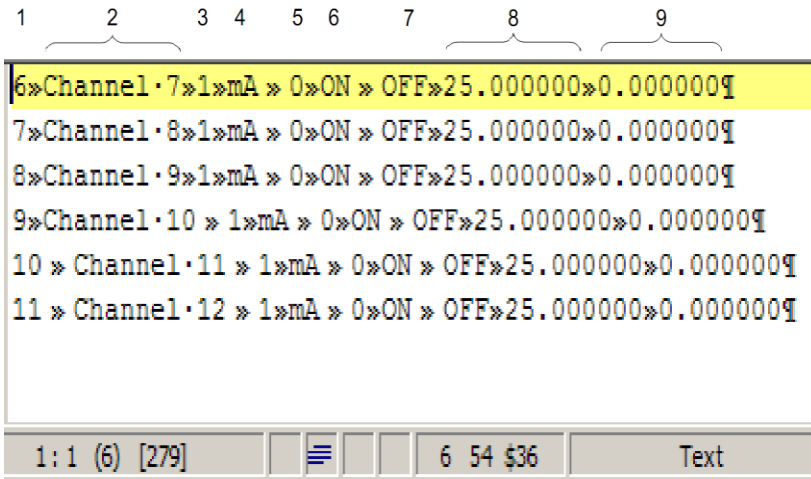 1 2 3 4 5 6 7 8 9
6»Channel·7»1»mA » 0»ON » OFF»25.000000»0.000000¶
7»Channel·8»1»mA » 0»ON » OFF»25.000000»0.000000¶
8»Channel·9»1»mA » 0»ON » OFF»25.000000»0.000000¶
9»Channel·10 » 1»mA » 0»ON » OFF»25.000000»0.000000¶
10 » Channel·11 » 1»mA » 0»ON » OFF»25.000000»0.000000¶
11 » Channel·12 » 1»mA » 0»ON » OFF»25.000000»0.000000¶
1:1 (6) [279] 6 54 $36 Text